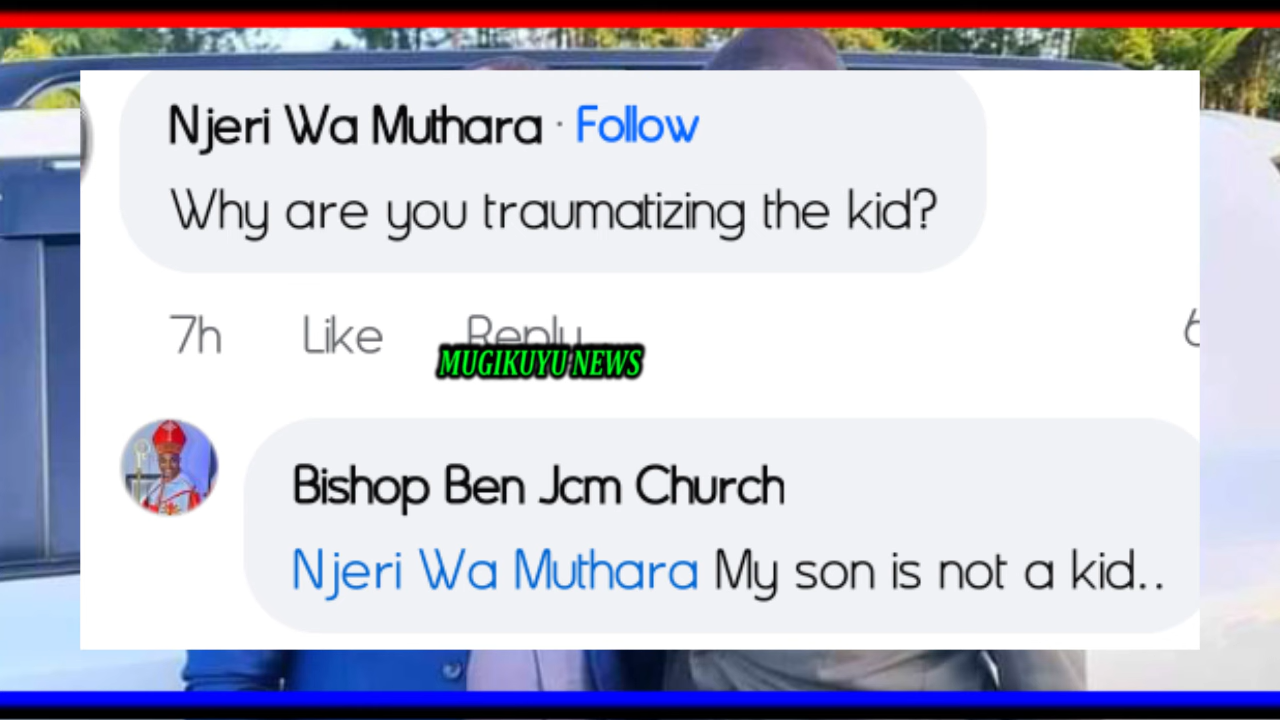 Njeri Wa Muthara · Follow
Why are you traumatizing the kid?
7h Like Reply
MUGIKUYU NEWS
Bishop Ben Jcm Church
Njeri Wa Muthara My son is not a kid..